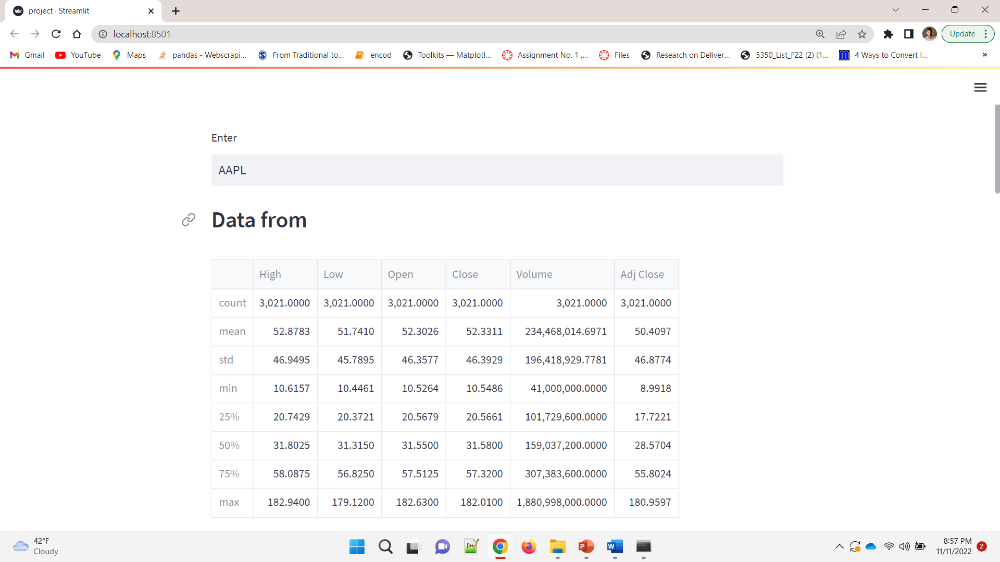 project · Streamlit
localhost:8501
Update
Gmail YouTube Maps pandas - Webscrapi... From Traditional to... encod Toolkits — Matplotl... Assignment No. 1 ,... Files Research on Deliver... 5350_List_F22 (2) (1... 4 Ways to Convert I... »
Enter
AAPL
Data from
High Low Open Close Volume Adj Close
count 3,021.0000 3,021.0000 3,021.0000 3,021.0000 3,021.0000 3,021.0000
mean 52.8783 51.7410 52.3026 52.3311 234,468,014.6971 50.4097
std 46.9495 45.7895 46.3577 46.3929 196,418,929.7781 46.8774
min 10.6157 10.4461 10.5264 10.5486 41,000,000.0000 8.9918
25% 20.7429 20.3721 20.5679 20.5661 101,729,600.0000 17.7221
50% 31.8025 31.3150 31.5500 31.5800 159,037,200.0000 28.5704
75% 58.0875 56.8250 57.5125 57.3200 307,383,600.0000 55.8024
max 182.9400 179.1200 182.6300 182.0100 1,880,998,000.0000 180.9597
42°F
Cloudy
8:57 PM
11/11/2022
2